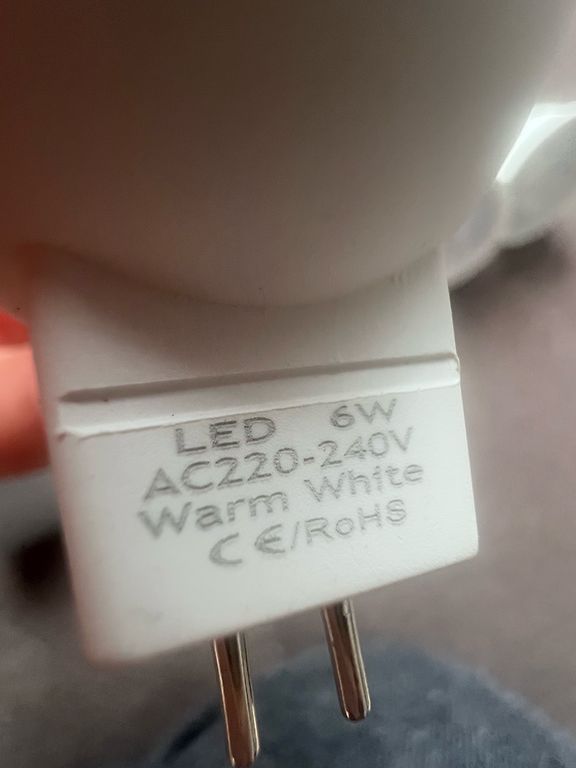 LED 6W
AC220-240V
Warm White
CE/RoHS